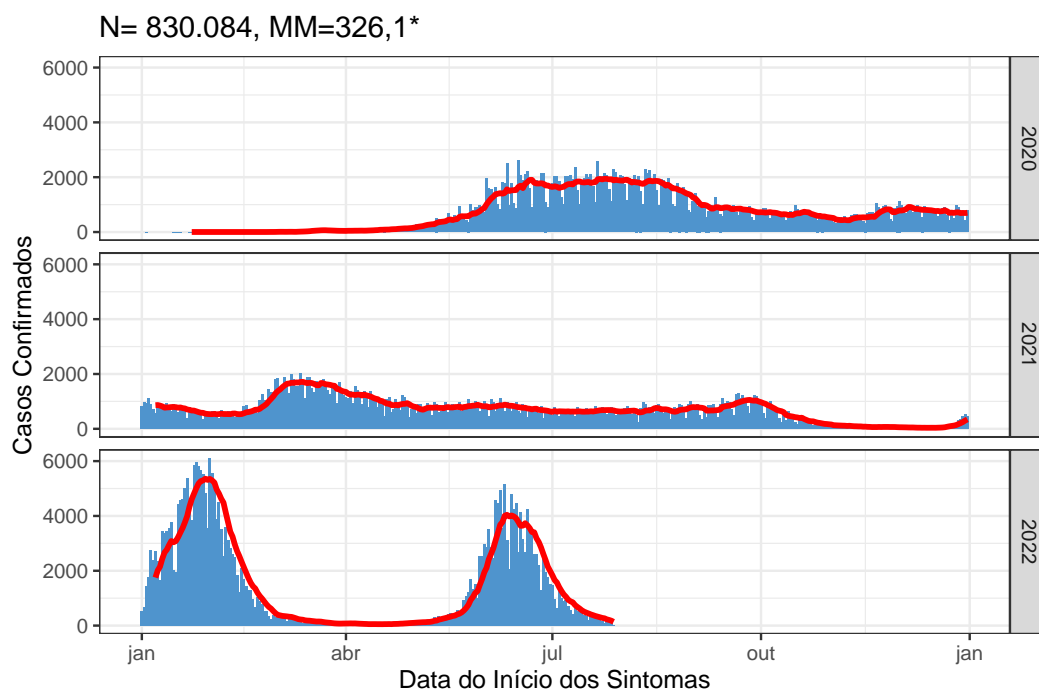 N= 830.084, MM=326,1*
Casos Confirmados
6000
4000
2000
0
2020
6000
4000
2000
0
2021
6000
4000
2000
0
2022
jan
abr
jul
out
jan
Data do Início dos Sintomas